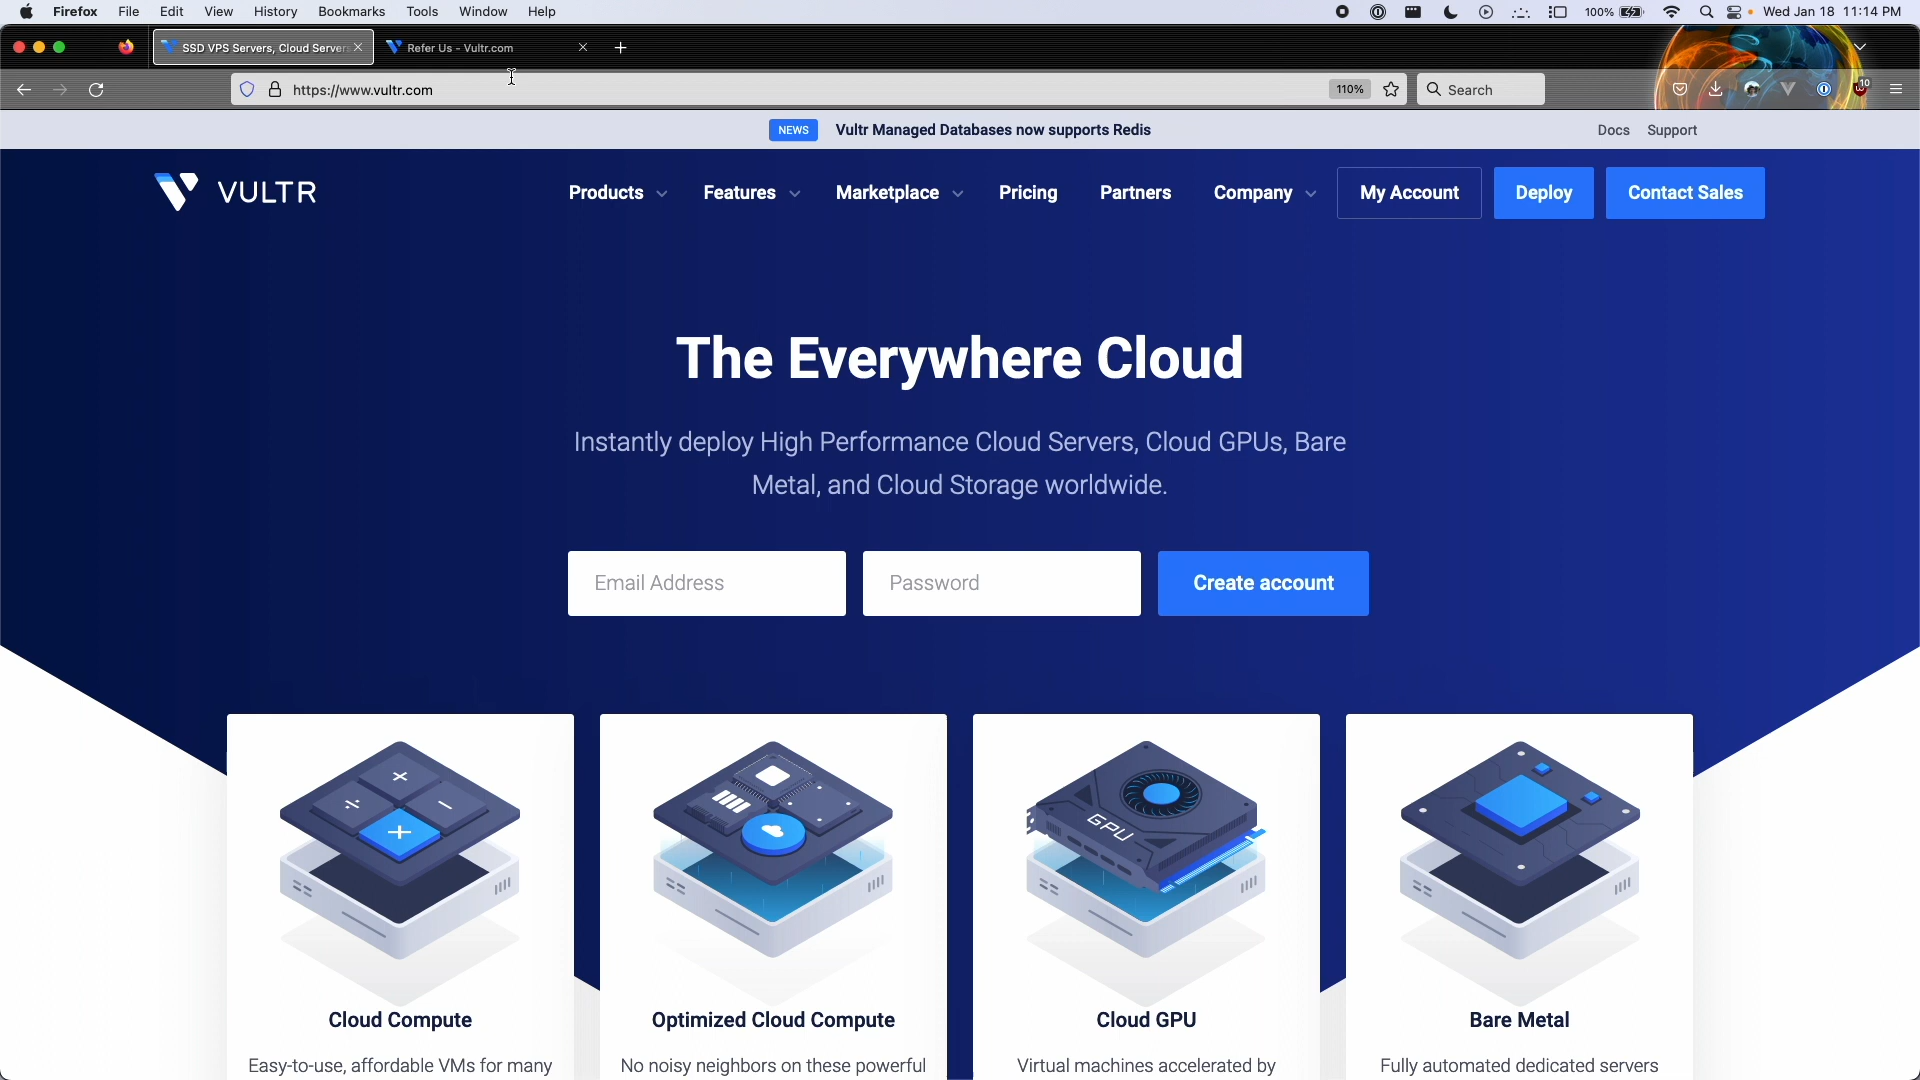 Firefox File Edit View History Bookmarks Tools Window Help 100% Wed Jan 18 11:14 PM
SSD VPS Servers, Cloud Server Refer Us - Vultr.com
https://www.vultr.com 110% Search 10
NEWS Vultr Managed Databases now supports Redis Docs Support
VULTR Products Features Marketplace Pricing Partners Company My Account Deploy Contact Sales
The Everywhere Cloud
Instantly deploy High Performance Cloud Servers, Cloud GPUs, Bare
Metal, and Cloud Storage worldwide.
Email Address Password Create account
GPU
Cloud Compute Optimized Cloud Compute Cloud GPU Bare Metal
Easy-to-use, affordable VMs for many No noisy neighbors on these powerful Virtual machines accelerated by Fully automated dedicated servers